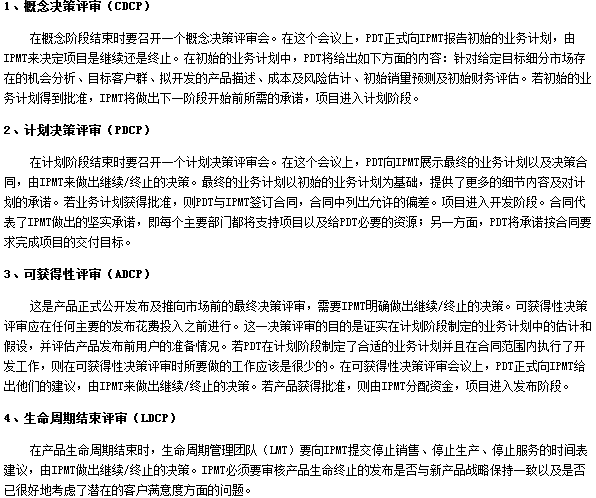 1、概念决策评审（CDCP）
在概念阶段结束时要召开一个概念决策评审会。在这个会议上，PDT正式向IPMT报告初始的业务计划，由
IPMT来决定项目是继续还是终止。在初始的业务计划中，PDT将给出如下方面的内容：针对给定目标细分市场存
在的机会分析、目标客户群、拟开发的产品描述、成本及风险估计、初始销量预测及初始财务评估。若初始的业
务计划得到批准，IPMT将做出下一阶段开始前所需的承诺，项目进入计划阶段。
2、计划决策评审（PDCP）
在计划阶段结束时要召开一个计划决策评审会。在这个会议上，PDT向IPMT展示最终的业务计划以及决策合
同，由IPMT来做出继续/终止的决策。最终的业务计划以初始的业务计划为基础，提供了更多的细节内容及对计
划的承诺。若业务计划获得批准，则PDT与IPMT签订合同，合同中列出允许的偏差。项目进入开发阶段。合同代
表了IPMT做出的坚实承诺，即每个主要部门都将支持项目以及给PDT必要的资源；另一方面，PDT将承诺按合同要
求完成项目的交付目标。
3、可获得性评审（ADCP）
这是产品正式公开发布及推向市场前的最终决策评审，需要IPMT明确做出继续/终止的决策。可获得性决策
评审应在任何主要的发布花费投入之前进行。这一决策评审的目的是证实在计划阶段制定的业务计划中的估计和
假设，并评估产品发布前用户的准备情况。若PDT在计划阶段制定了合适的业务计划并且在合同范围内执行了开
发工作，则在可获得性决策评审时所要做的工作应该是很少的。在可获得性决策评审会议上，PDT正式向IPMT给
出他们的建议，由IPMT来做出继续/终止的决策。若产品获得批准，则由IPMT分配资金，项目进入发布阶段。
4、生命周期结束评审（LDCP）
在产品生命周期结束时，生命周期管理团队（LMT）要向IPMT提交停止销售、停止生产、停止服务的时间表
建议，由IPMT做出继续/终止的决策。IPMT必须要审核产品生命终止的发布是否与新产品战略保持一致以及是否
已很好地考虑了潜在的客户满意度方面的问题。